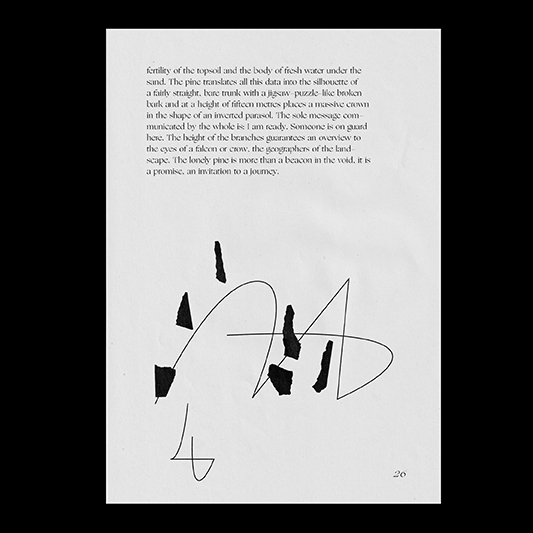 fertility of the topsoil and the body of fresh water under the
sand. The pine translates all this data into the silhouette of
a fairly straight, bare trunk with a jigsaw-puzzle-like broken
bark and at a height of fifteen metres places a massive crown
in the shape of an inverted parasol. The sole message com-
municated by the whole is: I am ready. Someone is on guard
here. The height of the branches guarantees an overview to
the eyes of a falcon or crow, the geographers of the land-
scape. The lonely pine is more than a beacon in the void, it is
a promise, an invitation to a journey.
26